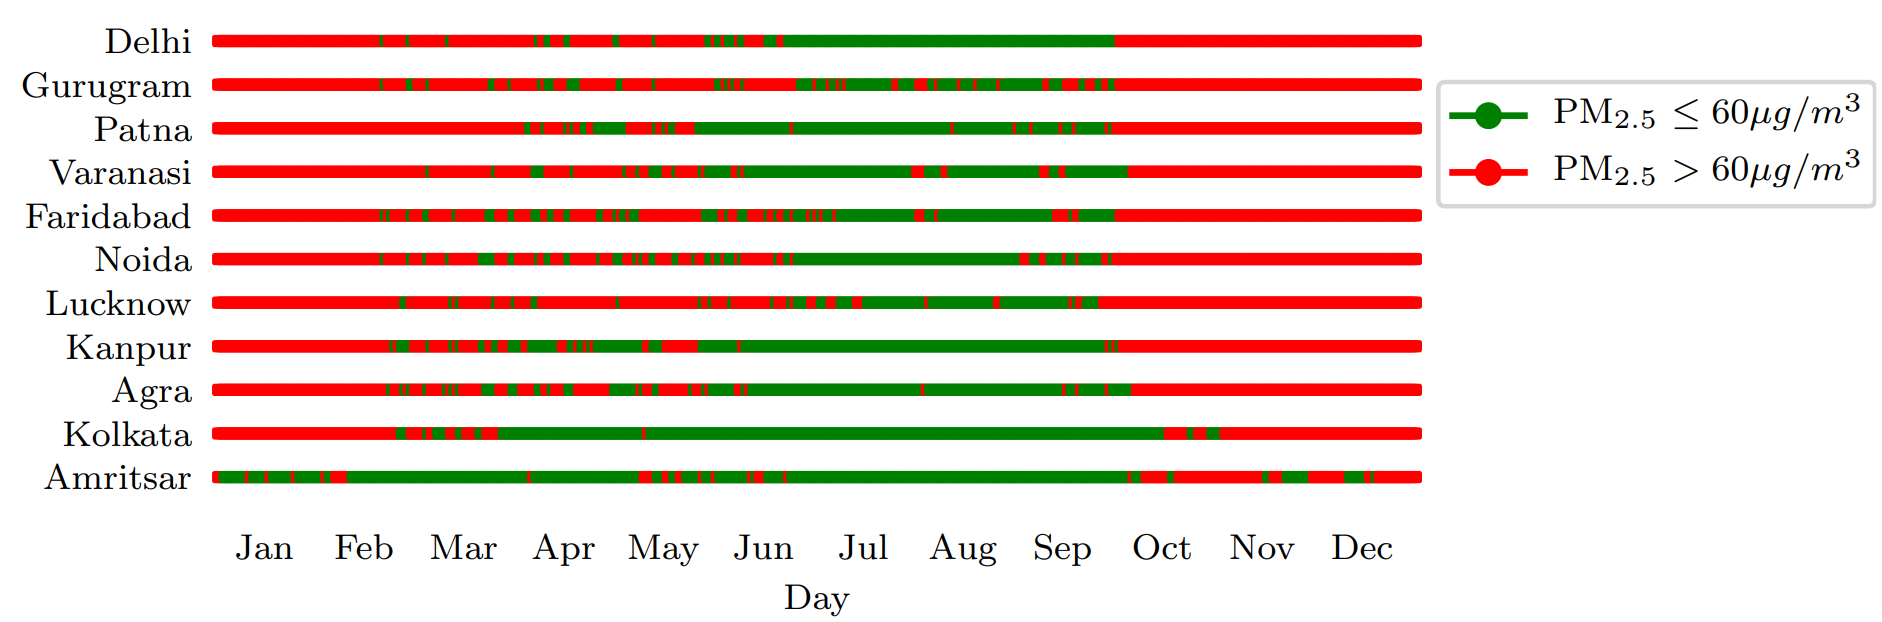 Delhi
Gurugram
Patna
Varanasi
Faridabad
Noida
Lucknow
Kanpur
Agra
Kolkata
Amritsar
PM₂.₅ ≤ 60μg/m³
PM₂.₅ > 60μg/m³
Jan Feb Mar Apr May Jun Jul Aug Sep Oct Nov Dec
Day